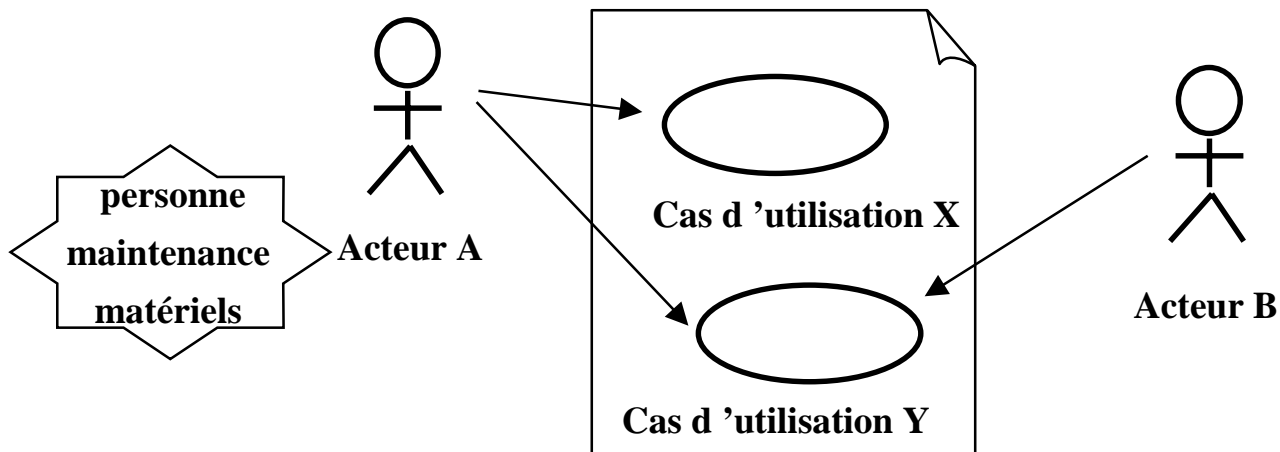 personne
maintenance
matériels
Acteur A
Cas d ’utilisation X
Cas d ’utilisation Y
Acteur B